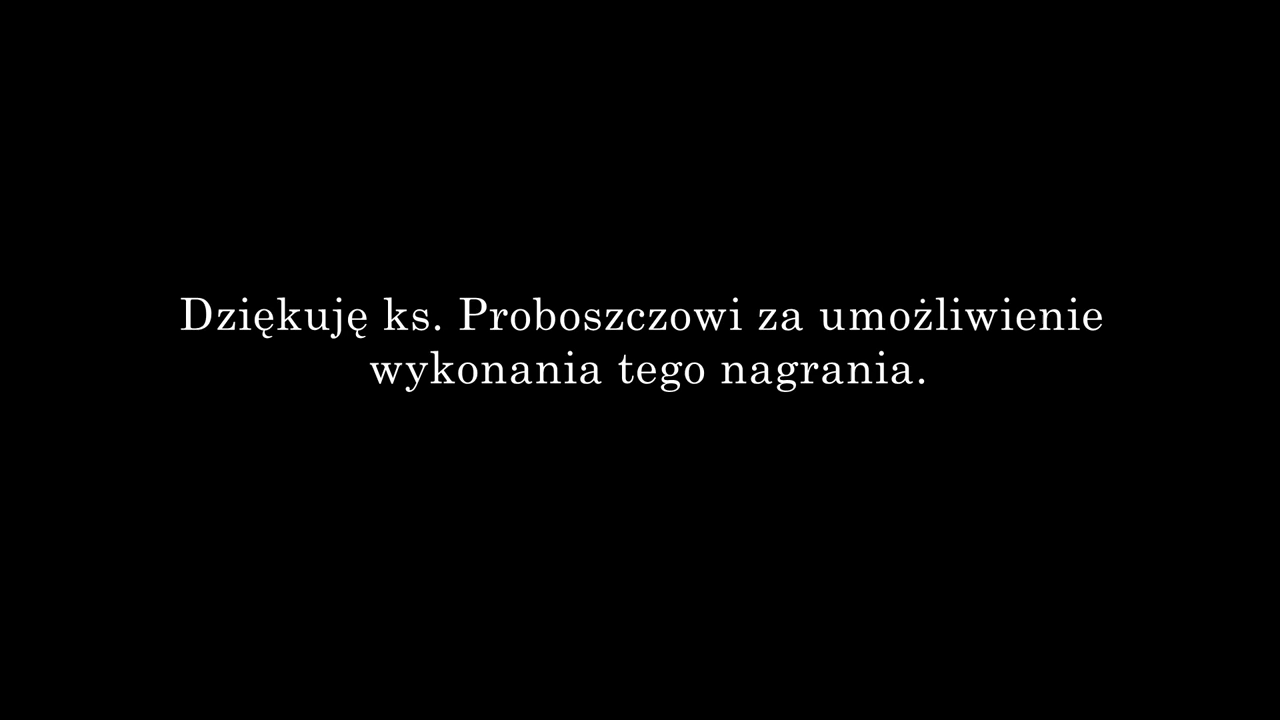 Dziękuję ks. Proboszczowi za umożliwienie
wykonania tego nagrania.